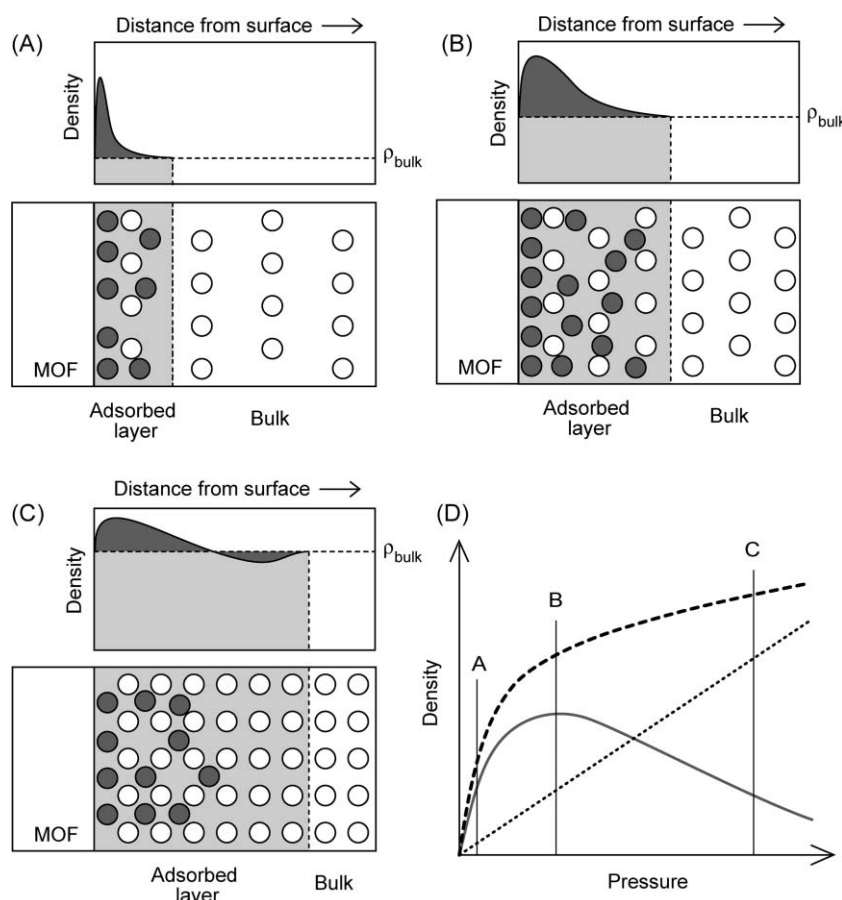 (A)
Distance from surface →
Density
ρbulk
MOF
Adsorbed
layer
Bulk
(B)
Distance from surface →
Density
ρbulk
MOF
Adsorbed
layer
Bulk
(C)
Distance from surface →
Density
ρbulk
MOF
Adsorbed
layer
Bulk
(D)
A
B
C
Density
Pressure